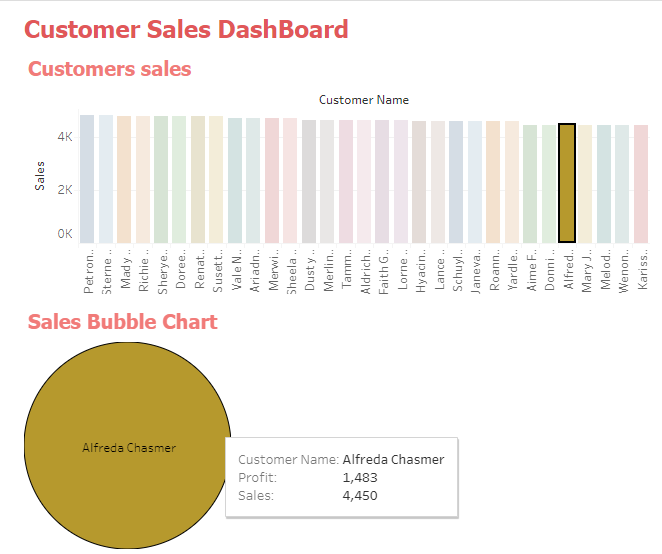 Customer Sales DashBoard
Customers sales
Customer Name
Sales
4K
2K
0K
Petron..
Sterne ..
Mady ..
Richie ..
Sherye..
Doree..
Renat..
Susett..
Vale N..
Ariadn..
Merwi..
Sheela ..
Dusty ..
Merlin..
Tamm..
Aldrich..
Faith G..
Lorne ..
Hyacin..
Lance ..
Schuyl..
Janeva..
Roann..
Yardle..
Aime F..
Donni ..
Alfred..
Mary J..
Melod..
Wenon..
Kariss..
Sales Bubble Chart
Alfreda Chasmer
Customer Name: Alfreda Chasmer
Profit: 1,483
Sales: 4,450